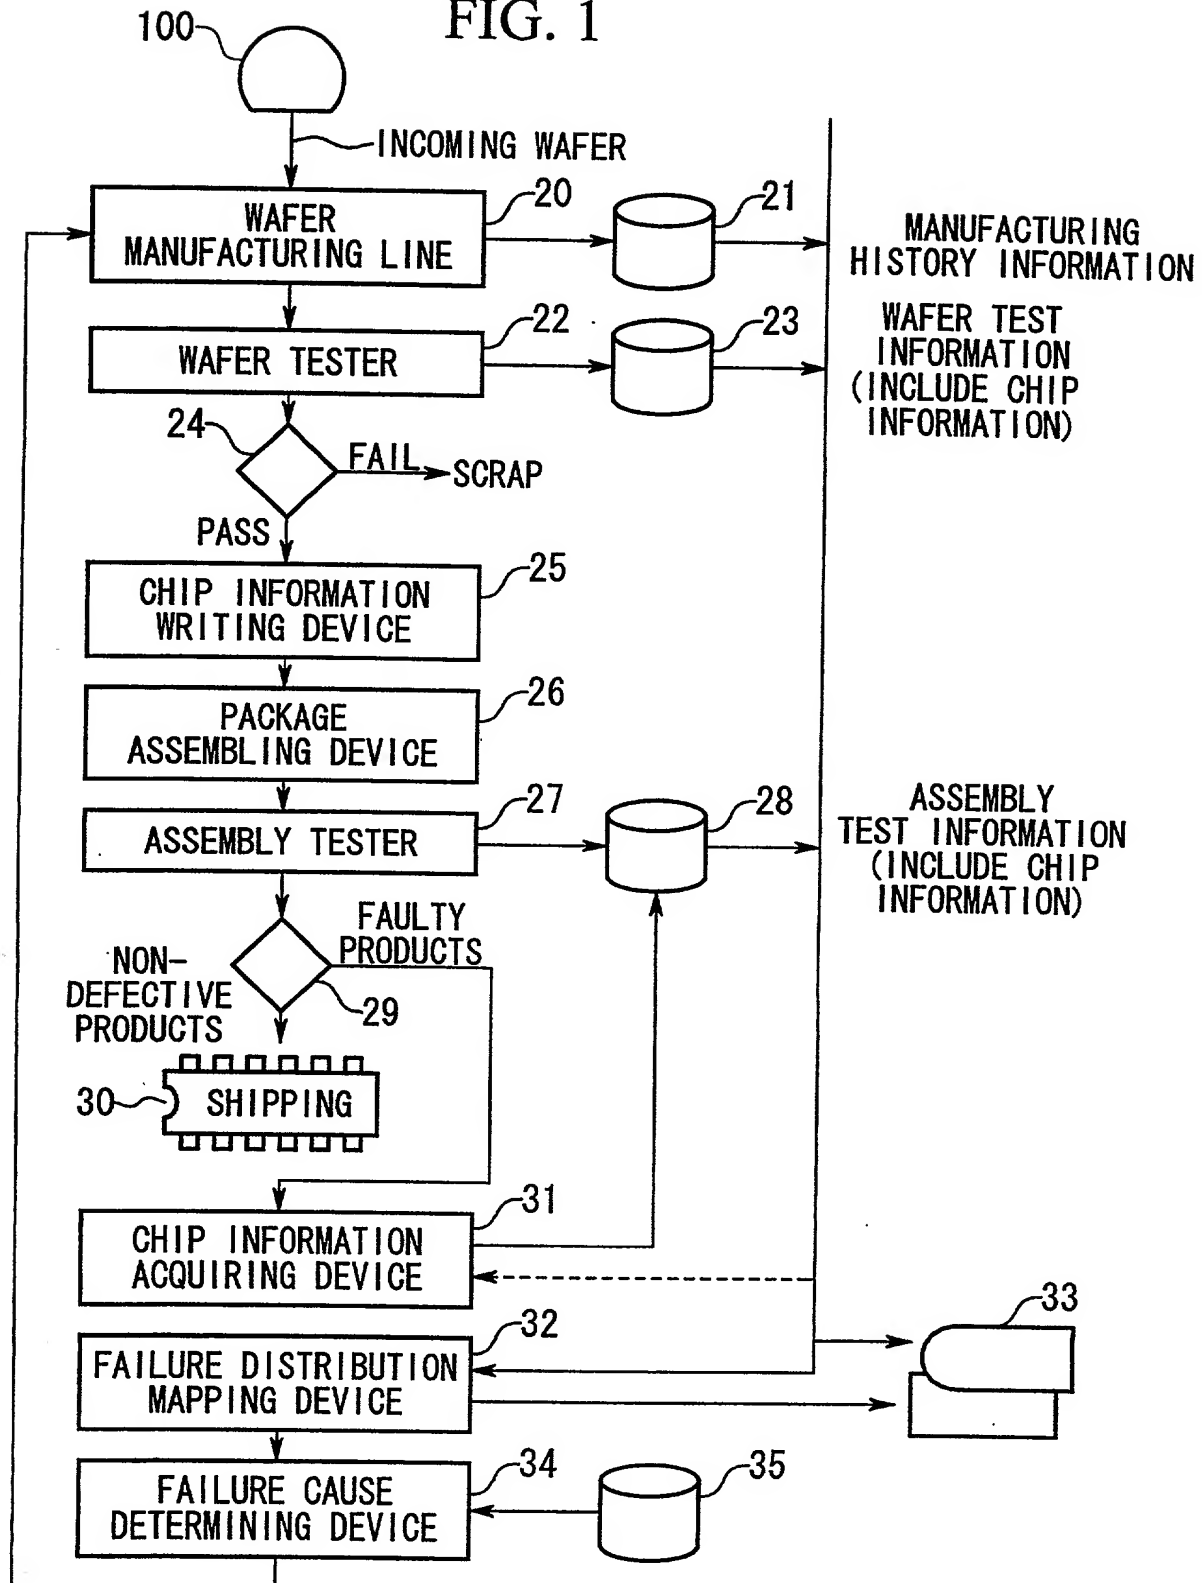 FIG. 1
100
INCOMING WAFER
20
WAFER
MANUFACTURING LINE
21
MANUFACTURING
HISTORY INFORMATION
22
WAFER TESTER
23
WAFER TEST
INFORMATION
(INCLUDE CHIP
INFORMATION)
24
FAIL
SCRAP
PASS
25
CHIP INFORMATION
WRITING DEVICE
26
PACKAGE
ASSEMBLING DEVICE
27
ASSEMBLY TESTER
28
ASSEMBLY
TEST INFORMATION
(INCLUDE CHIP
INFORMATION)
FAULTY
PRODUCTS
NON-
DEFECTIVE
PRODUCTS
29
30
SHIPPING
31
CHIP INFORMATION
ACQUIRING DEVICE
32
FAILURE DISTRIBUTION
MAPPING DEVICE
33
34
FAILURE CAUSE
DETERMINING DEVICE
35